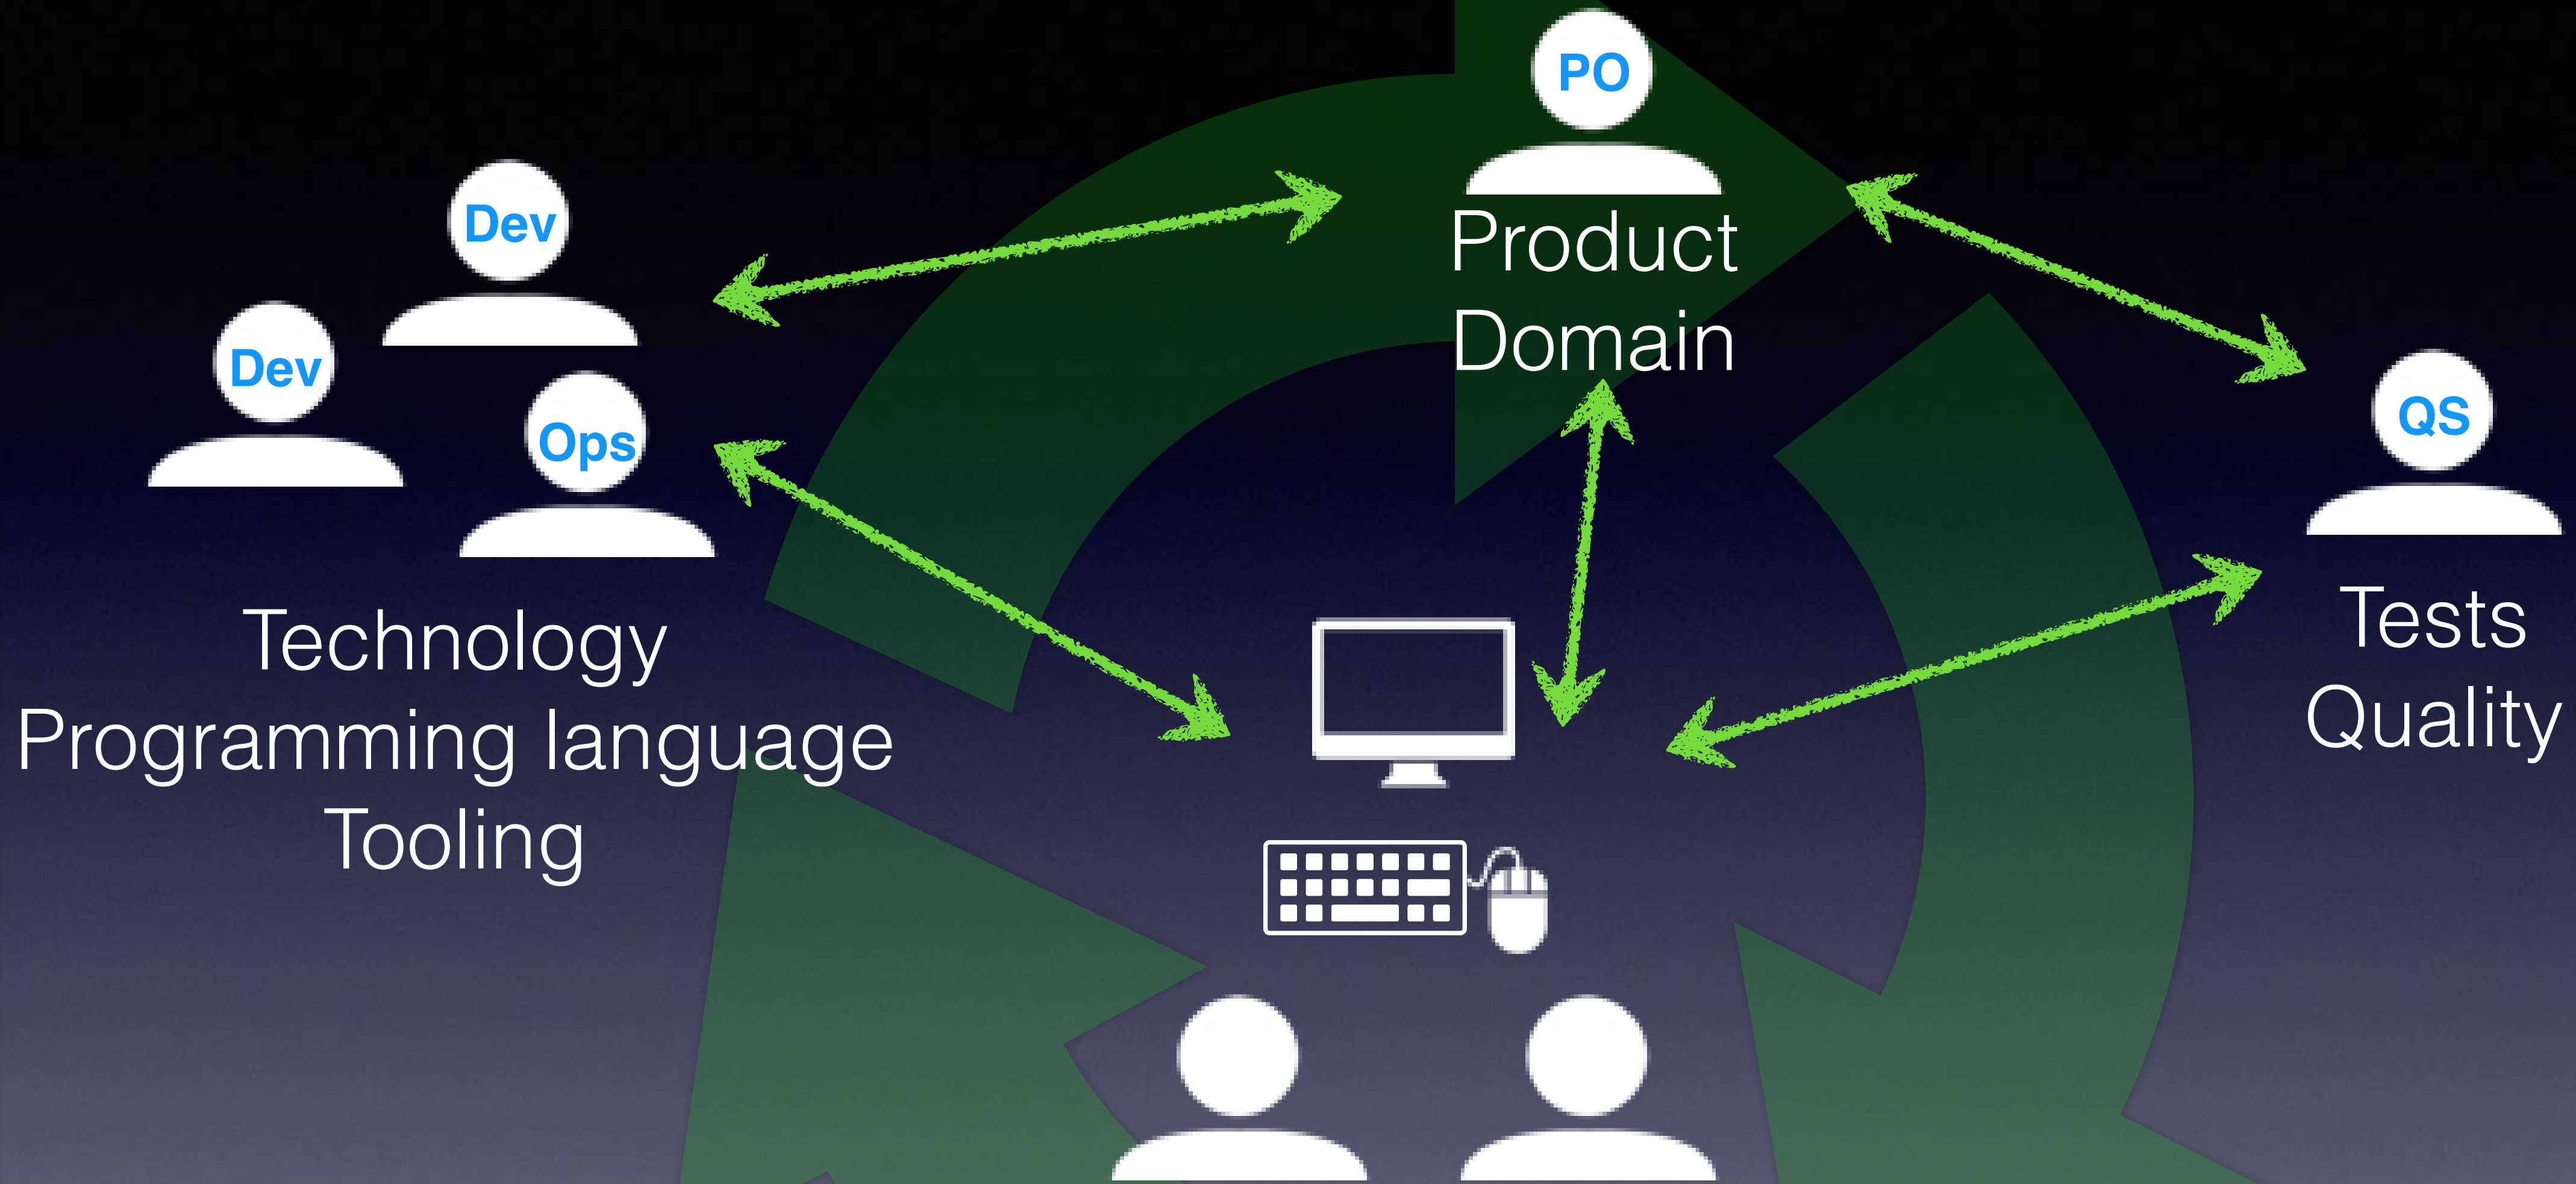 PO
Product
Domain
Dev
Dev
Ops
Technology
Programming language
Tooling
QS
Tests
Quality